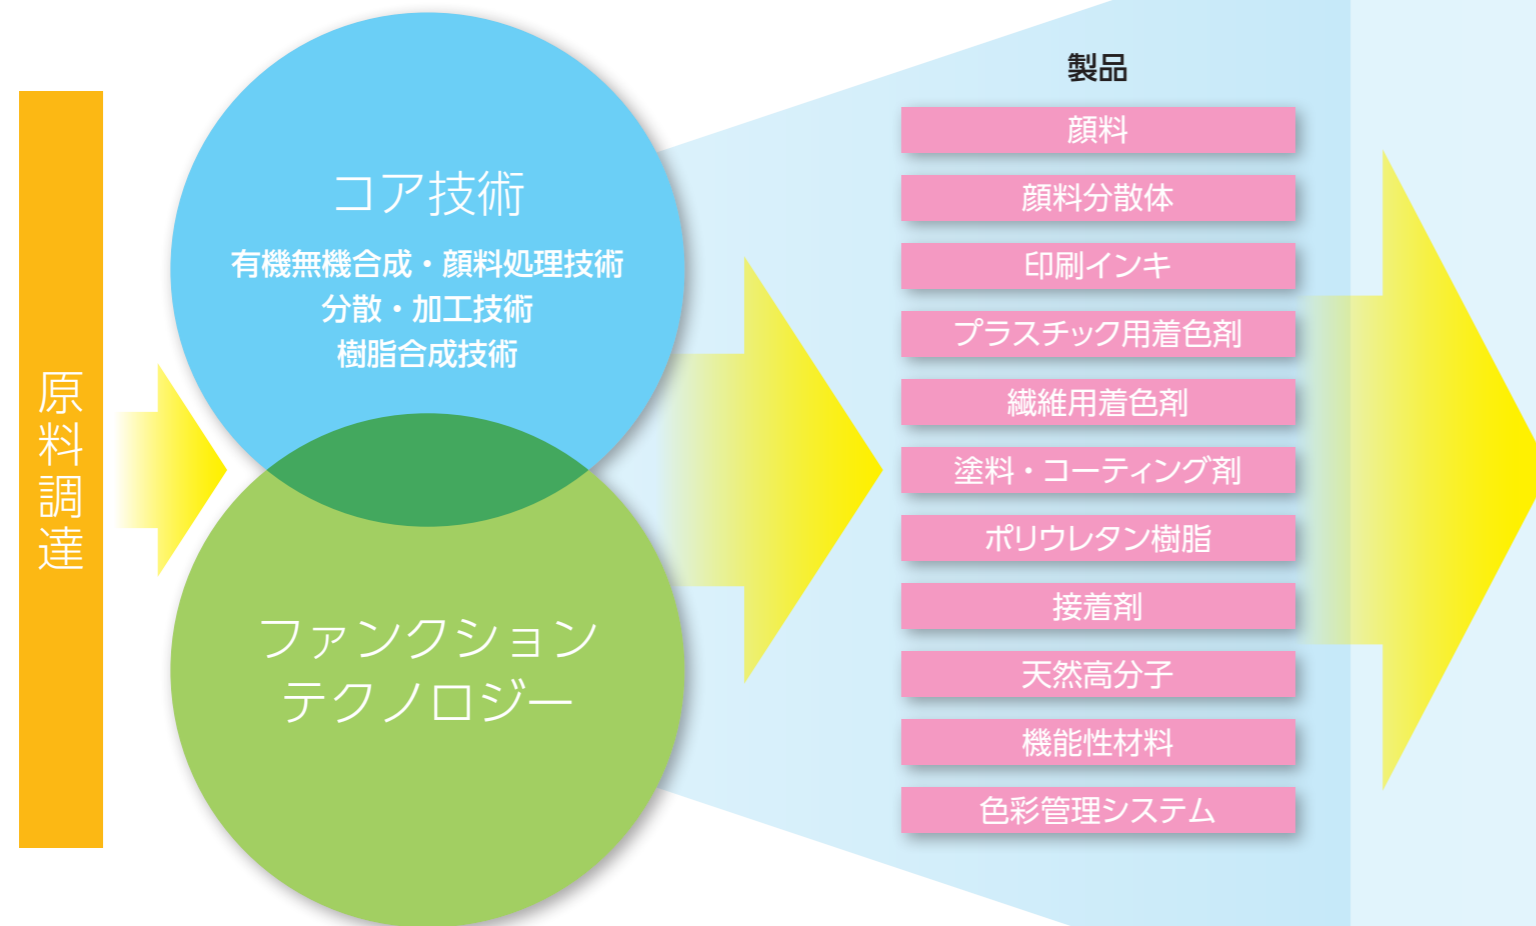 原料調達
コア技術
有機無機合成・顔料処理技術
分散・加工技術
樹脂合成技術
ファンクション
テクノロジー
製品
顔料
顔料分散体
印刷インキ
プラスチック用着色剤
繊維用着色剤
塗料・コーティング剤
ポリウレタン樹脂
接着剤
天然高分子
機能性材料
色彩管理システム